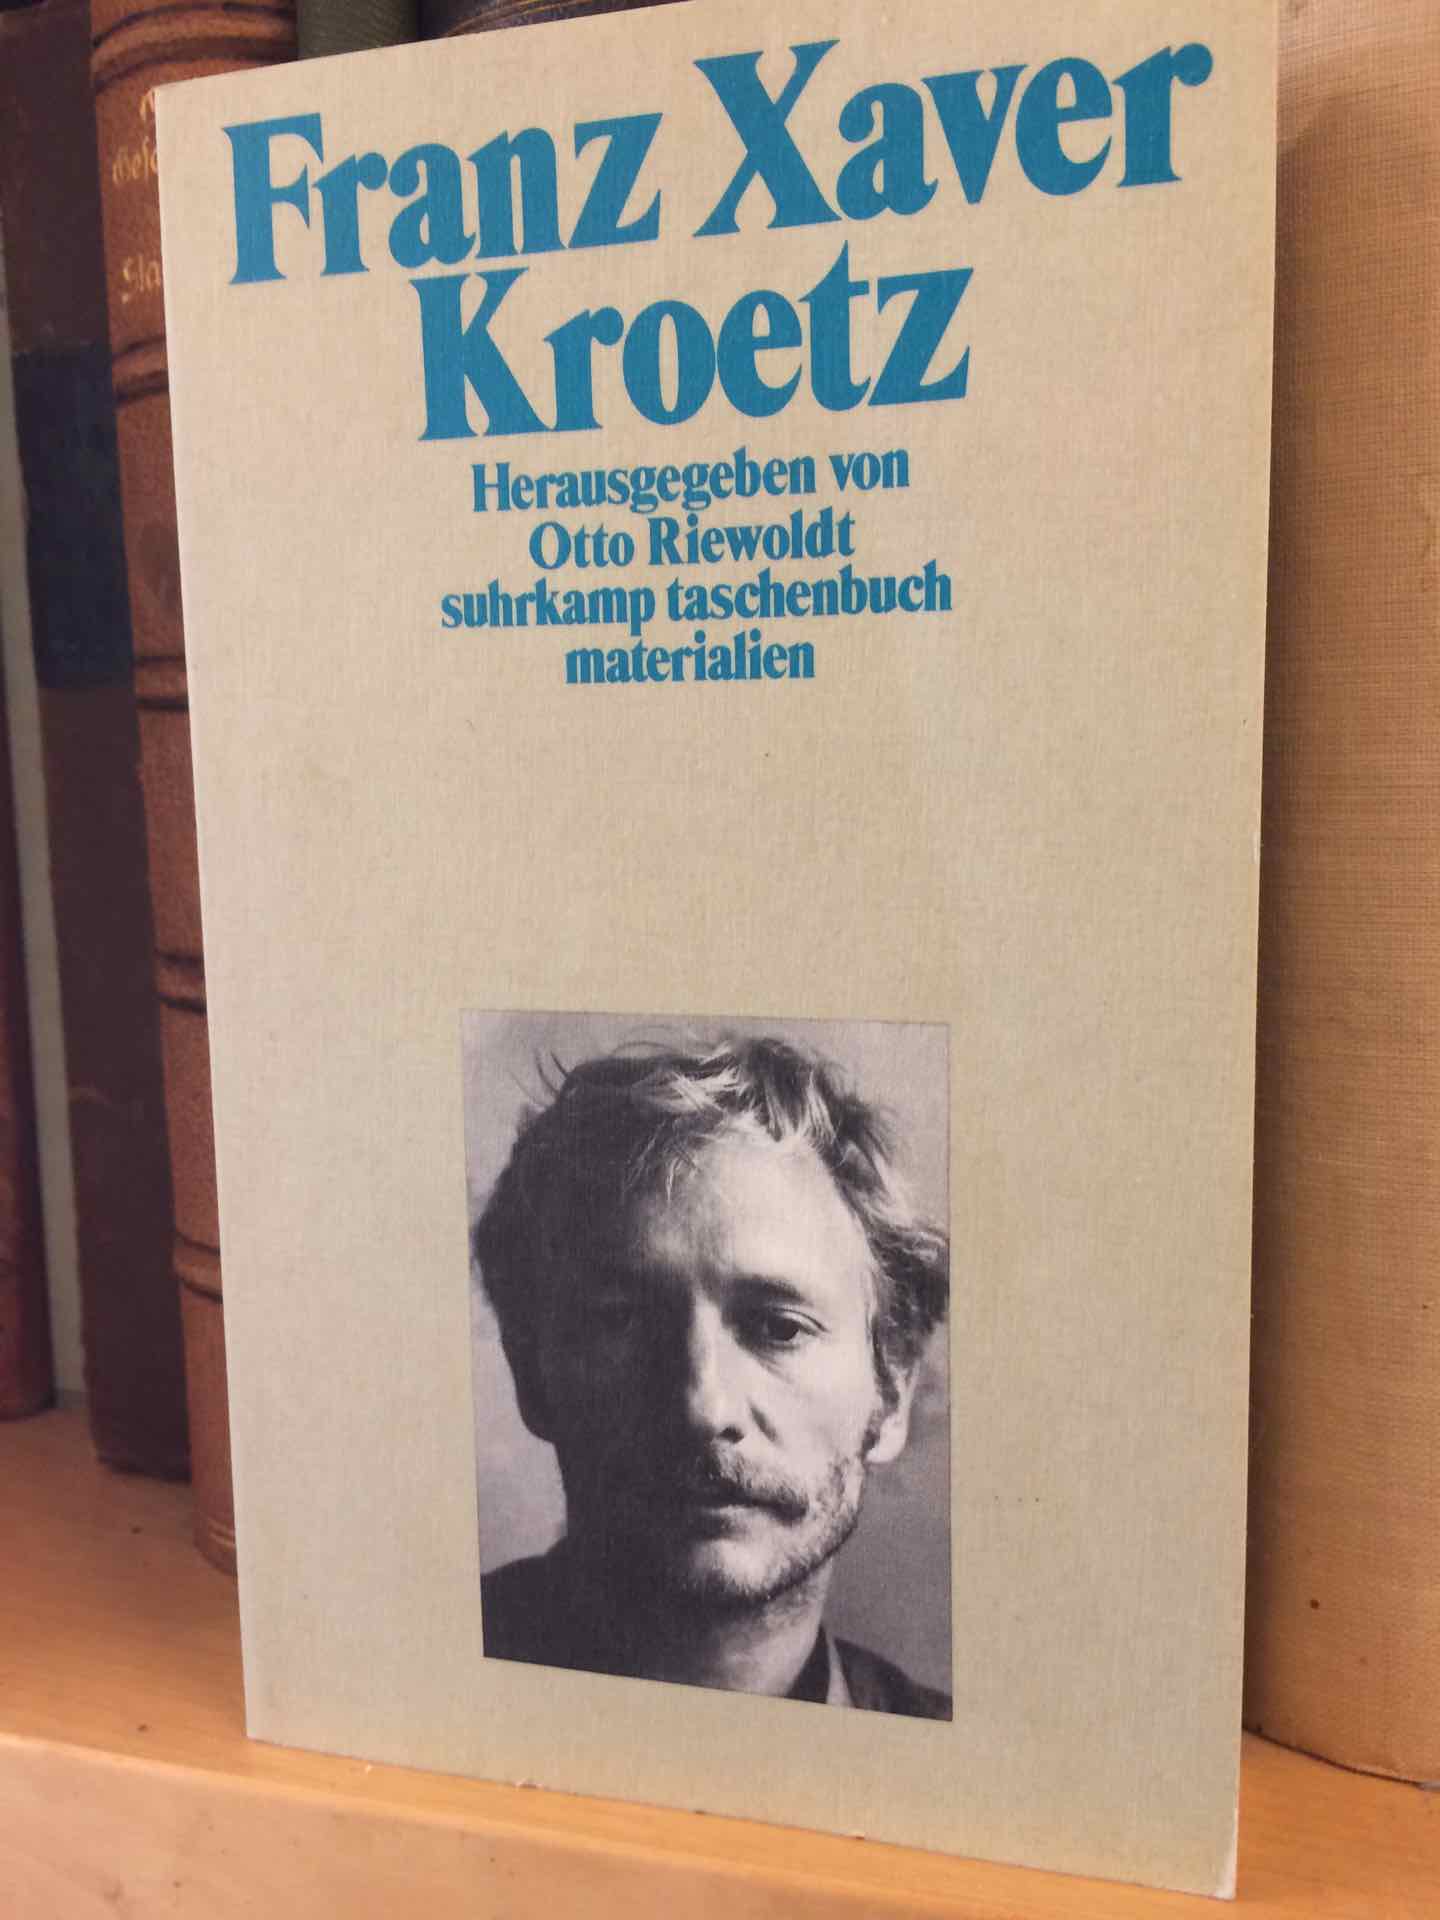 Franz Xaver
Kroetz
Herausgegeben von
Otto Riewoldt
suhrkamp taschenbuch
materialien